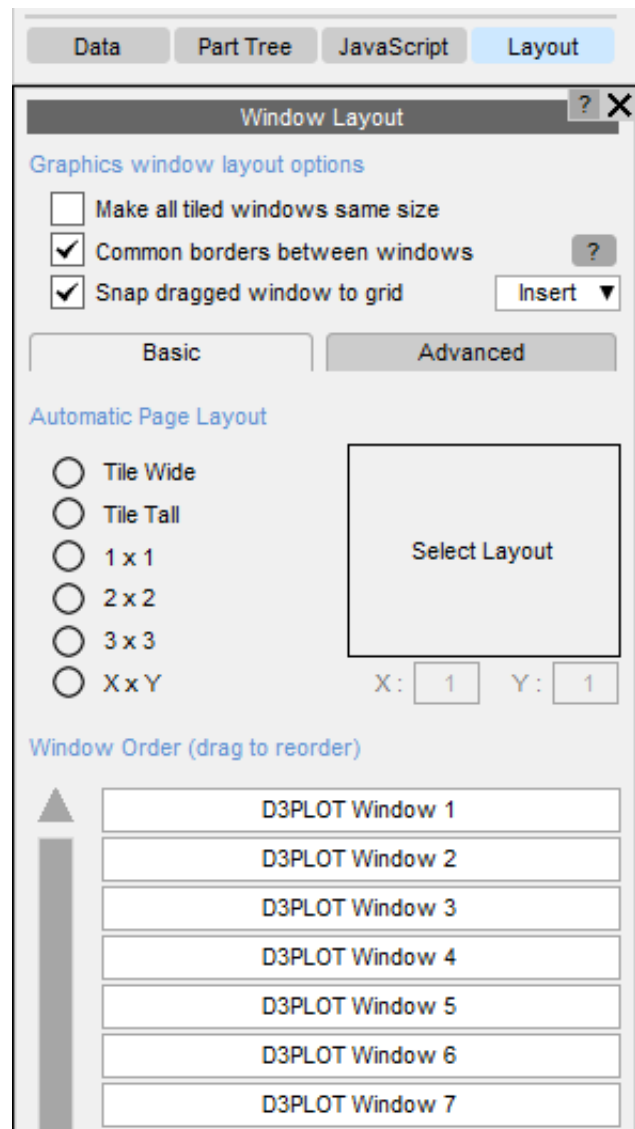 Data Part Tree JavaScript Layout
Window Layout ?
Graphics window layout options
Make all tiled windows same size
Common borders between windows ?
Snap dragged window to grid Insert
Basic Advanced
Automatic Page Layout
Tile Wide
Tile Tall
1 x 1
2 x 2
3 x 3
X x Y
Select Layout
X : 1 Y : 1
Window Order (drag to reorder)
D3PLOT Window 1
D3PLOT Window 2
D3PLOT Window 3
D3PLOT Window 4
D3PLOT Window 5
D3PLOT Window 6
D3PLOT Window 7